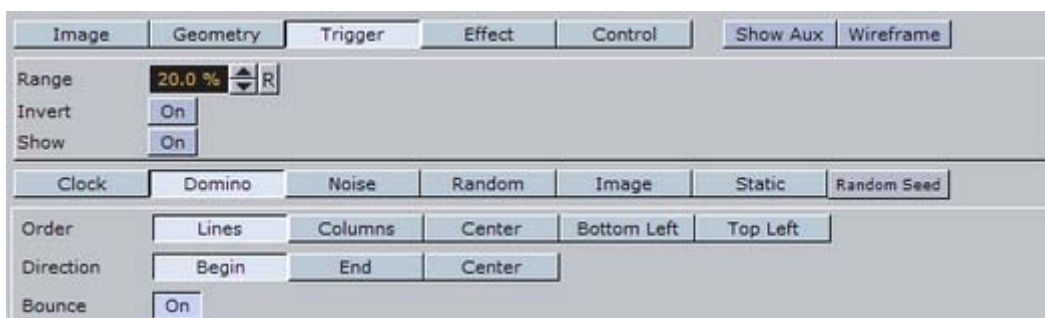 Image Geometry Trigger Effect Control Show Aux Wireframe
Range 20.0 % R
Invert On
Show On
Clock Domino Noise Random Image Static Random Seed
Order Lines Columns Center Bottom Left Top Left
Direction Begin End Center
Bounce On